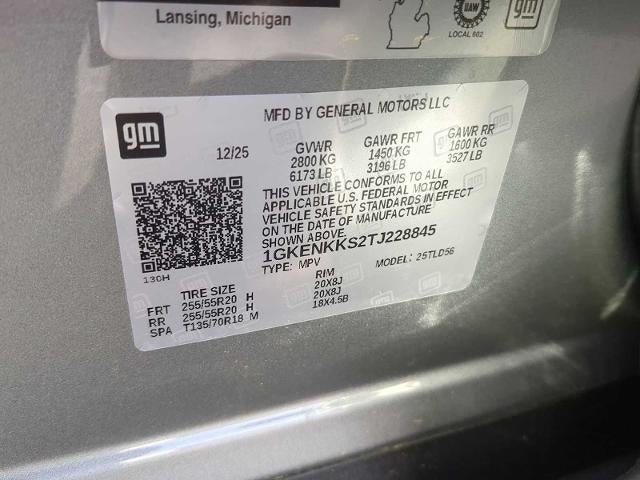 Lansing, Michigan
UAW
LOCAL 602
gm
gm
MFD BY GENERAL MOTORS LLC
12/25
GVWR GAWR FRT GAWR RR
2800 KG 1450 KG 1600 KG
6173 LB 3196 LB 3527 LB
THIS VEHICLE CONFORMS TO ALL
APPLICABLE U.S. FEDERAL MOTOR
VEHICLE SAFETY STANDARDS IN EFFECT
ON THE DATE OF MANUFACTURE
1GKENKKS2TJ228845
TYPE: MPV MODEL: 25TLD56
130H
TIRE SIZE RIM
FRT 255/55R20 H 20X8J
RR 255/55R20 H 20X8J
SPA T135/70R18 M 18X4.5B